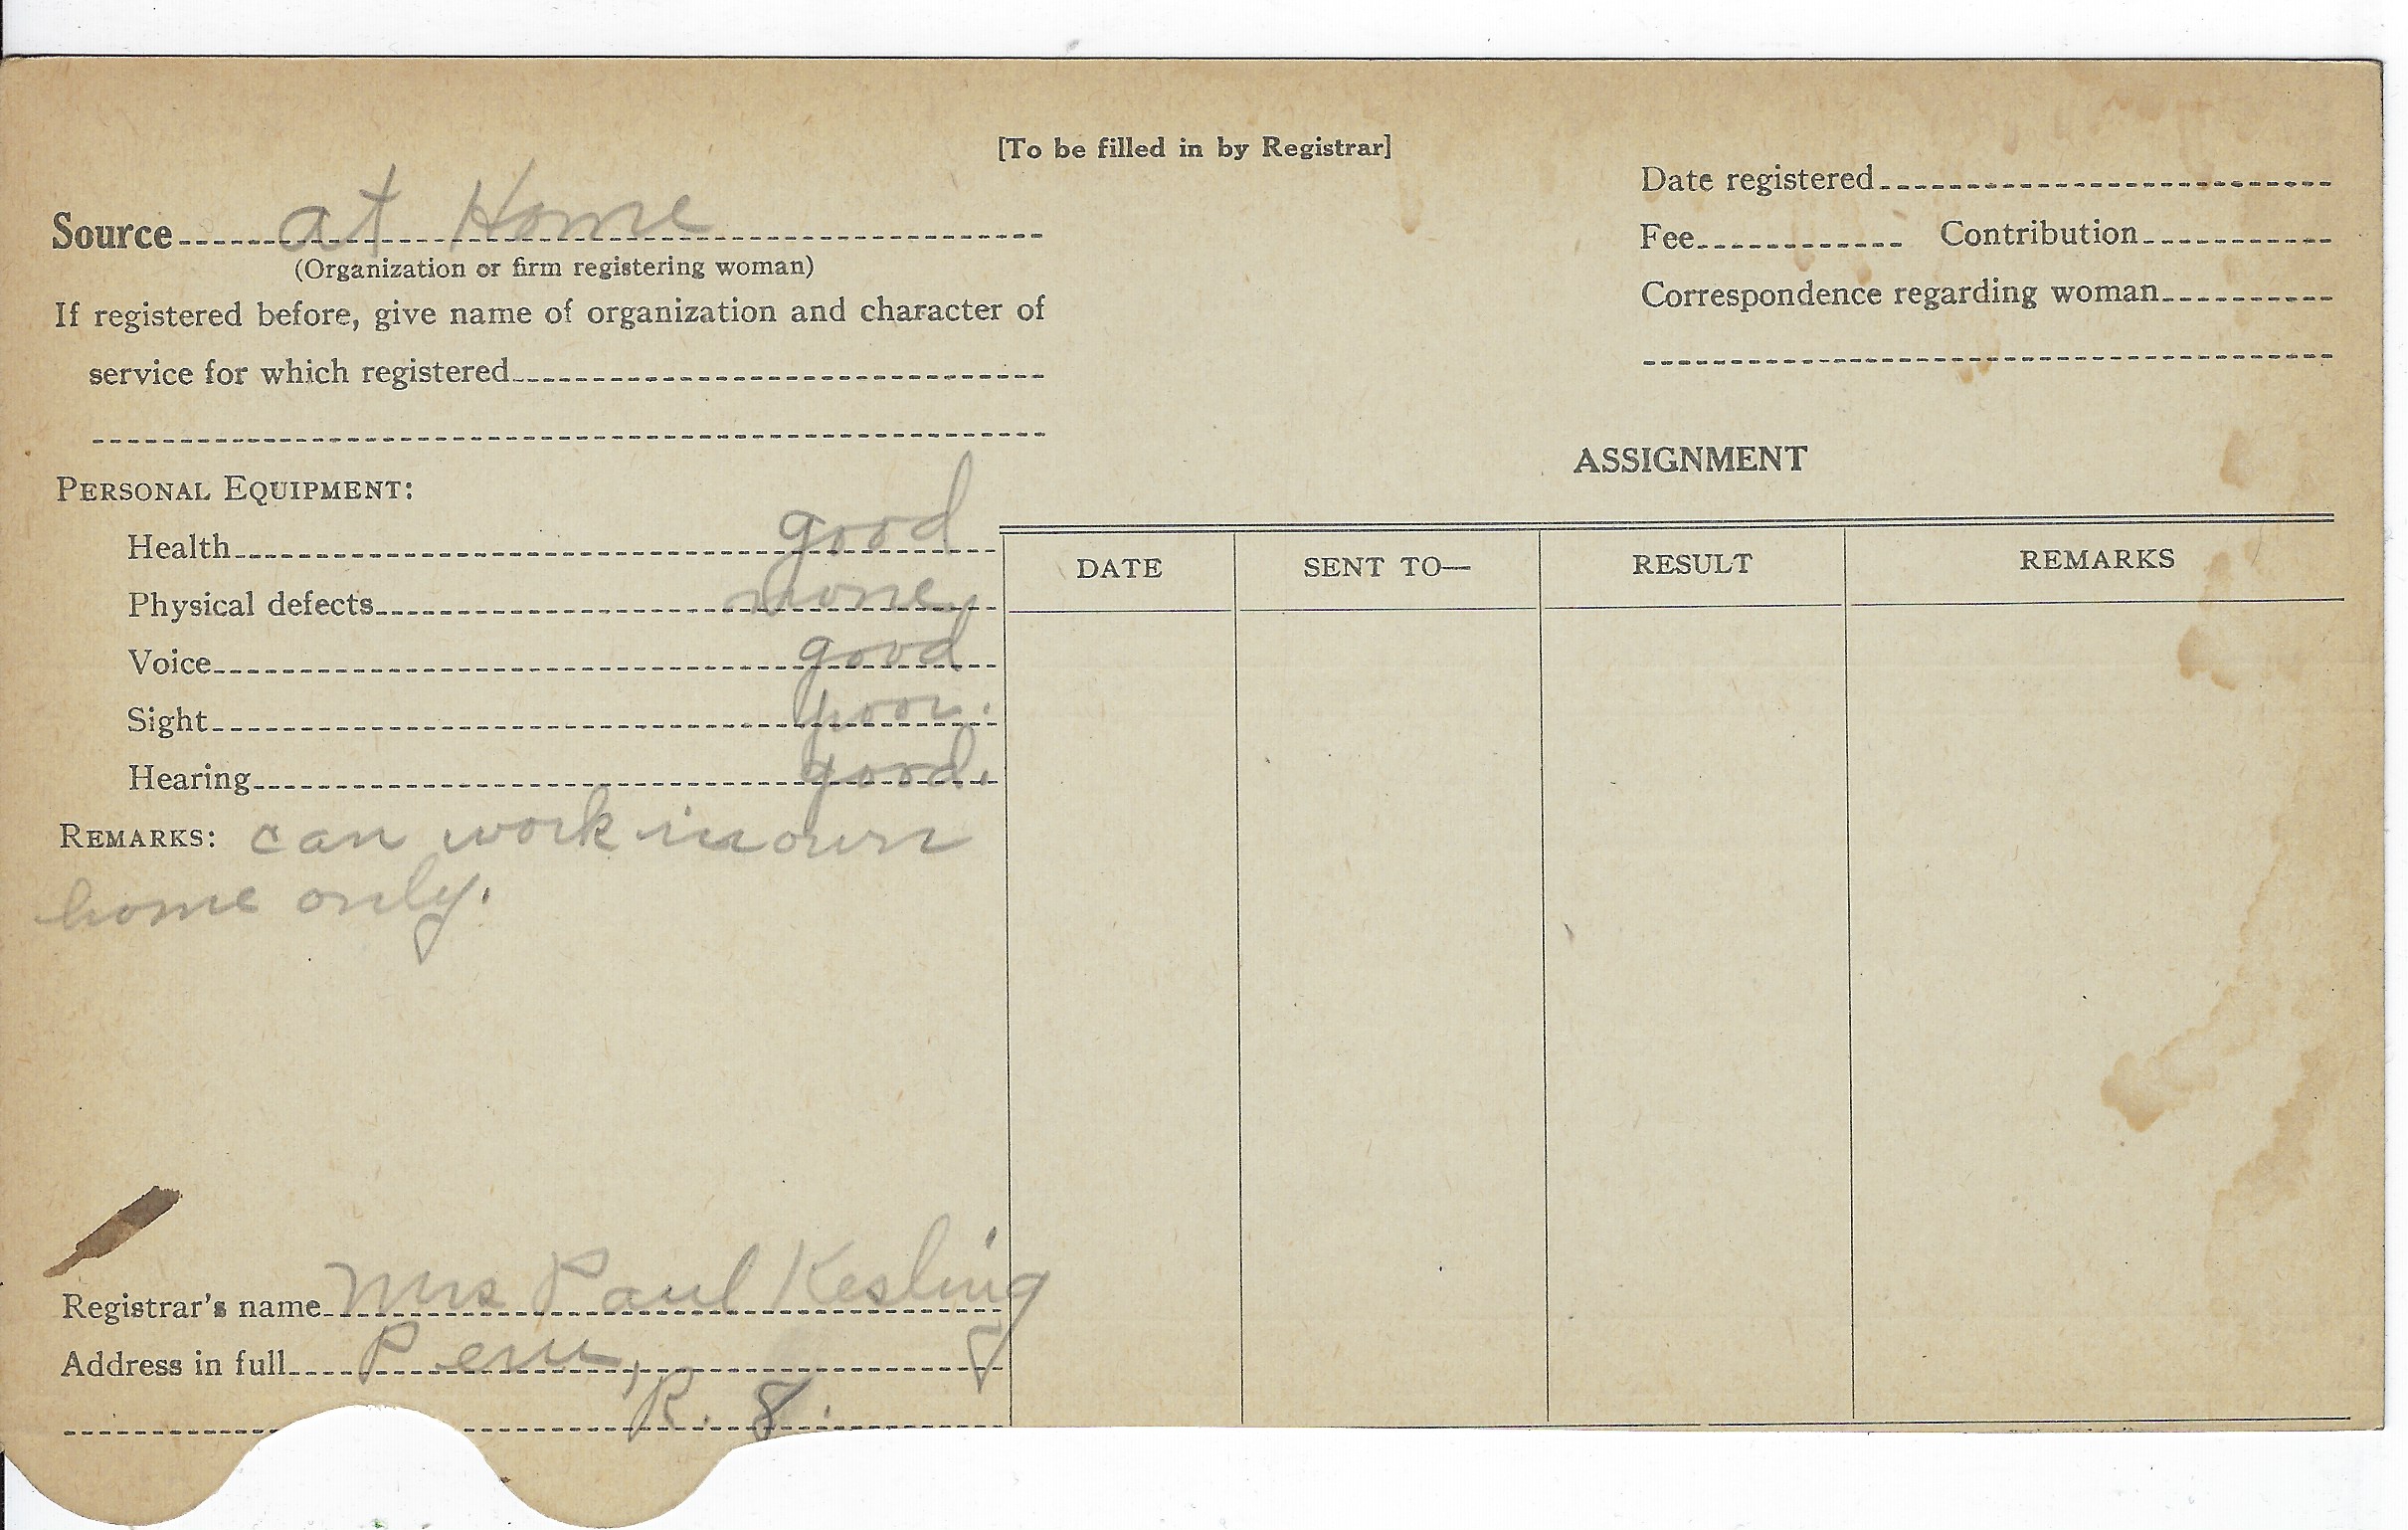 [To be filled in by Registrar]
Date registered
Source at Home
Fee Contribution
(Organization or firm registering woman)
Correspondence regarding woman
If registered before, give name of organization and character of
service for which registered
ASSIGNMENT
PERSONAL EQUIPMENT:
Health good
Physical defects none
Voice good
Sight poor.
Hearing good.
DATE SENT TO— RESULT REMARKS
REMARKS: can work in own
home only.
Registrar's name Mrs Paul Kesling
Address in full Peru,
R. 8.